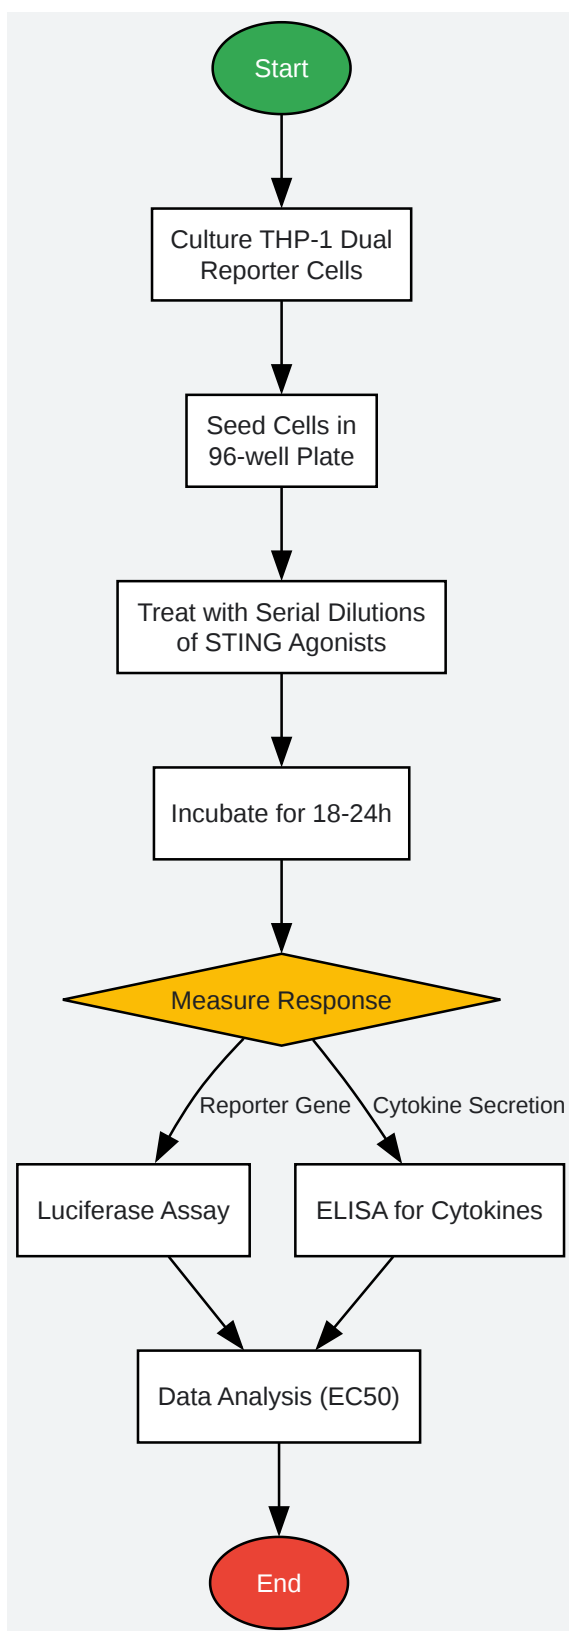 Start
Culture THP-1 Dual
Reporter Cells
Seed Cells in
96-well Plate
Treat with Serial Dilutions
of STING Agonists
Incubate for 18-24h
Measure Response
Reporter Gene
Cytokine Secretion
Luciferase Assay
ELISA for Cytokines
Data Analysis (EC50)
End